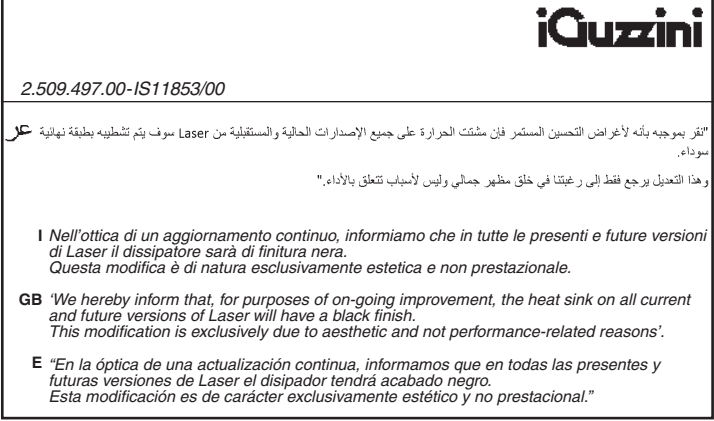 iGuzzini
2.509.497.00-IS11853/00
عر "نقر بموجبه بأنه لأغراض التحسين المستمر فإن مشتت الحرارة على جميع الإصدارات الحالية والمستقبلية من Laser سوف يتم تشطيبه بطبقة نهائية
سوداء.
وهذا التعديل يرجع فقط إلى رغبتنا في خلق مظهر جمالي وليس لأسباب تتعلق بالأداء."
I Nell'ottica di un aggiornamento continuo, informiamo che in tutte le presenti e future versioni
di Laser il dissipatore sarà di finitura nera.
Questa modifica è di natura esclusivamente estetica e non prestazionale.
GB 'We hereby inform that, for purposes of on-going improvement, the heat sink on all current
and future versions of Laser will have a black finish.
This modification is exclusively due to aesthetic and not performance-related reasons'.
E "En la óptica de una actualización continua, informamos que en todas las presentes y
futuras versiones de Laser el disipador tendrá acabado negro.
Esta modificación es de carácter exclusivamente estético y no prestacional."